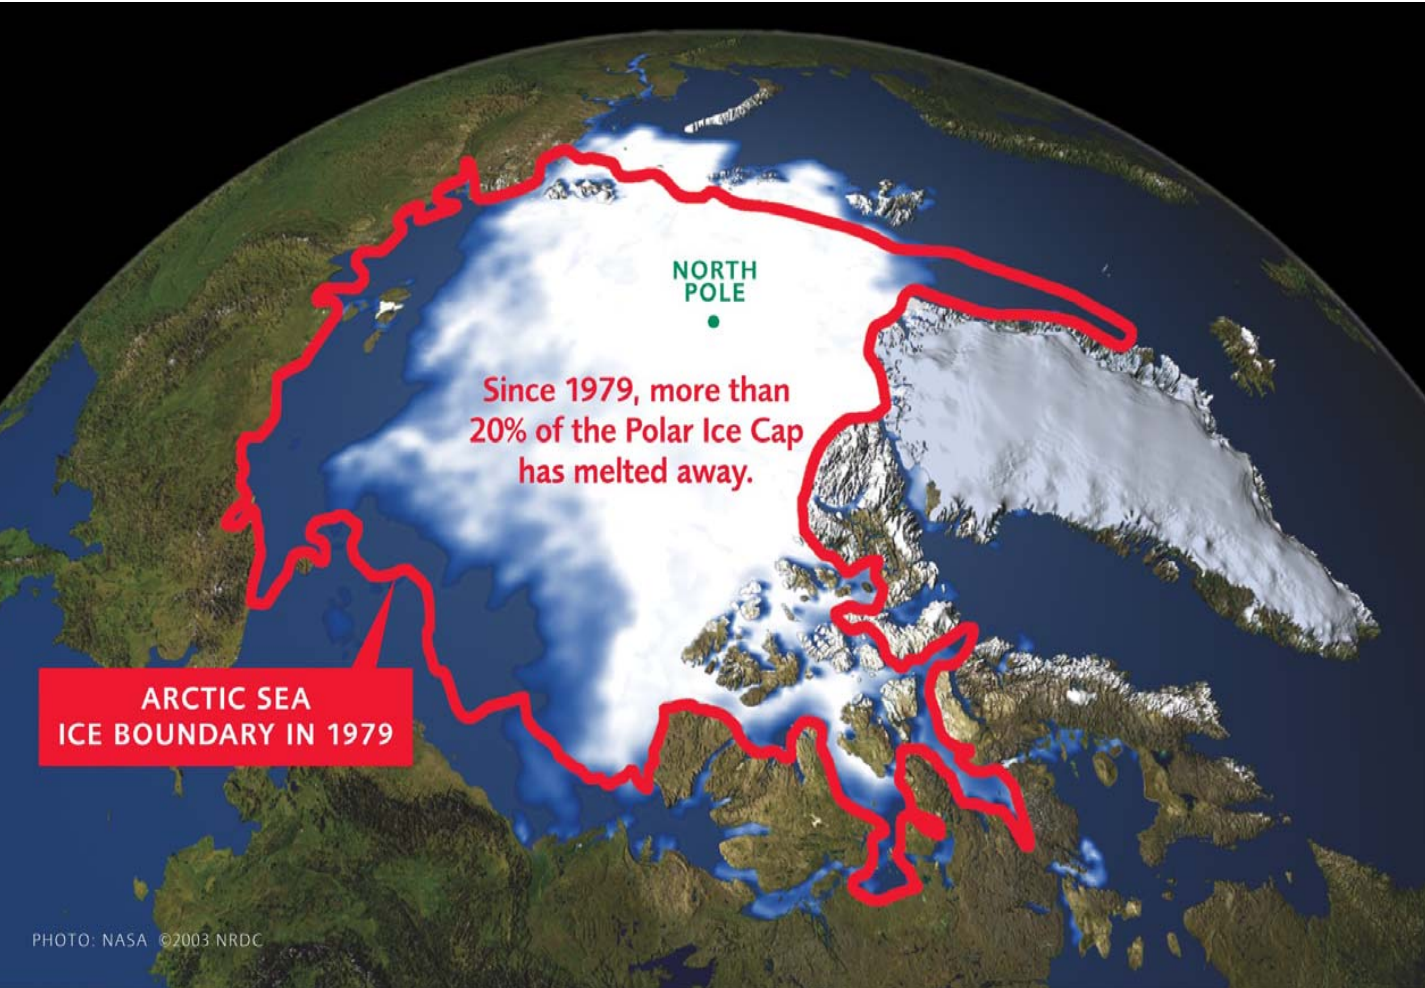 NORTH
POLE
Since 1979, more than
20% of the Polar Ice Cap
has melted away.
ARCTIC SEA
ICE BOUNDARY IN 1979
PHOTO: NASA ©2003 NRDC